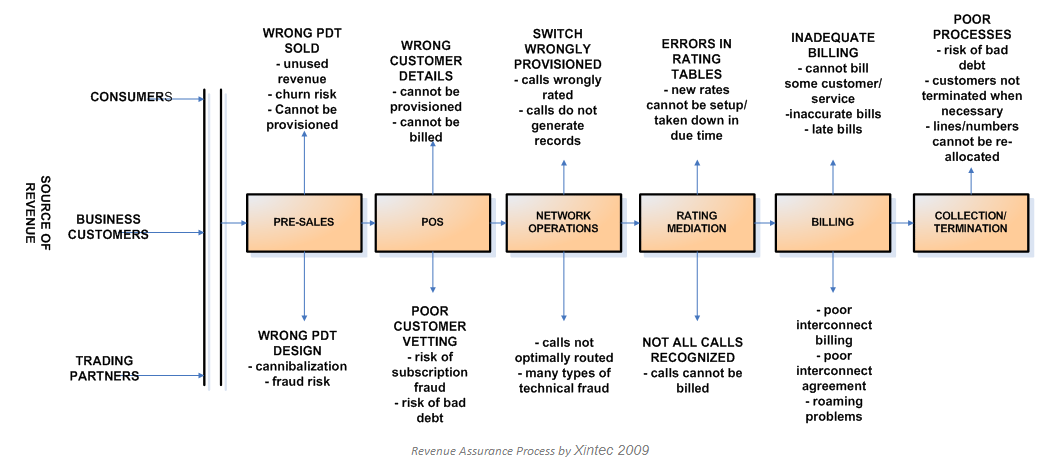 WRONG PDT
SOLD
- unused
revenue
- churn risk
- Cannot be
provisioned
WRONG
CUSTOMER
DETAILS
- cannot be
provisioned
- cannot be
billed
SWITCH
WRONGLY
PROVISIONED
- calls wrongly
rated
- calls do not
generate
records
ERRORS IN
RATING
TABLES
- new rates
cannot be setup/
taken down in
due time
INADEQUATE
BILLING
- cannot bill
some customer/
service
-inaccurate bills
- late bills
POOR
PROCESSES
- risk of bad
debt
- customers not
terminated when
necessary
- lines/numbers
cannot be re-
allocated
SOURCE OF
REVENUE
CONSUMERS
BUSINESS
CUSTOMERS
TRADING
PARTNERS
PRE-SALES
POS
NETWORK
OPERATIONS
RATING
MEDIATION
BILLING
COLLECTION/
TERMINATION
WRONG PDT
DESIGN
- cannibalization
- fraud risk
POOR
CUSTOMER
VETTING
- risk of
subscription
fraud
- risk of bad
debt
- calls not
optimally routed
- many types of
technical fraud
NOT ALL CALLS
RECOGNIZED
- calls cannot be
billed
- poor
interconnect
billing
- poor
interconnect
agreement
- roaming
problems
Revenue Assurance Process by Xintec 2009